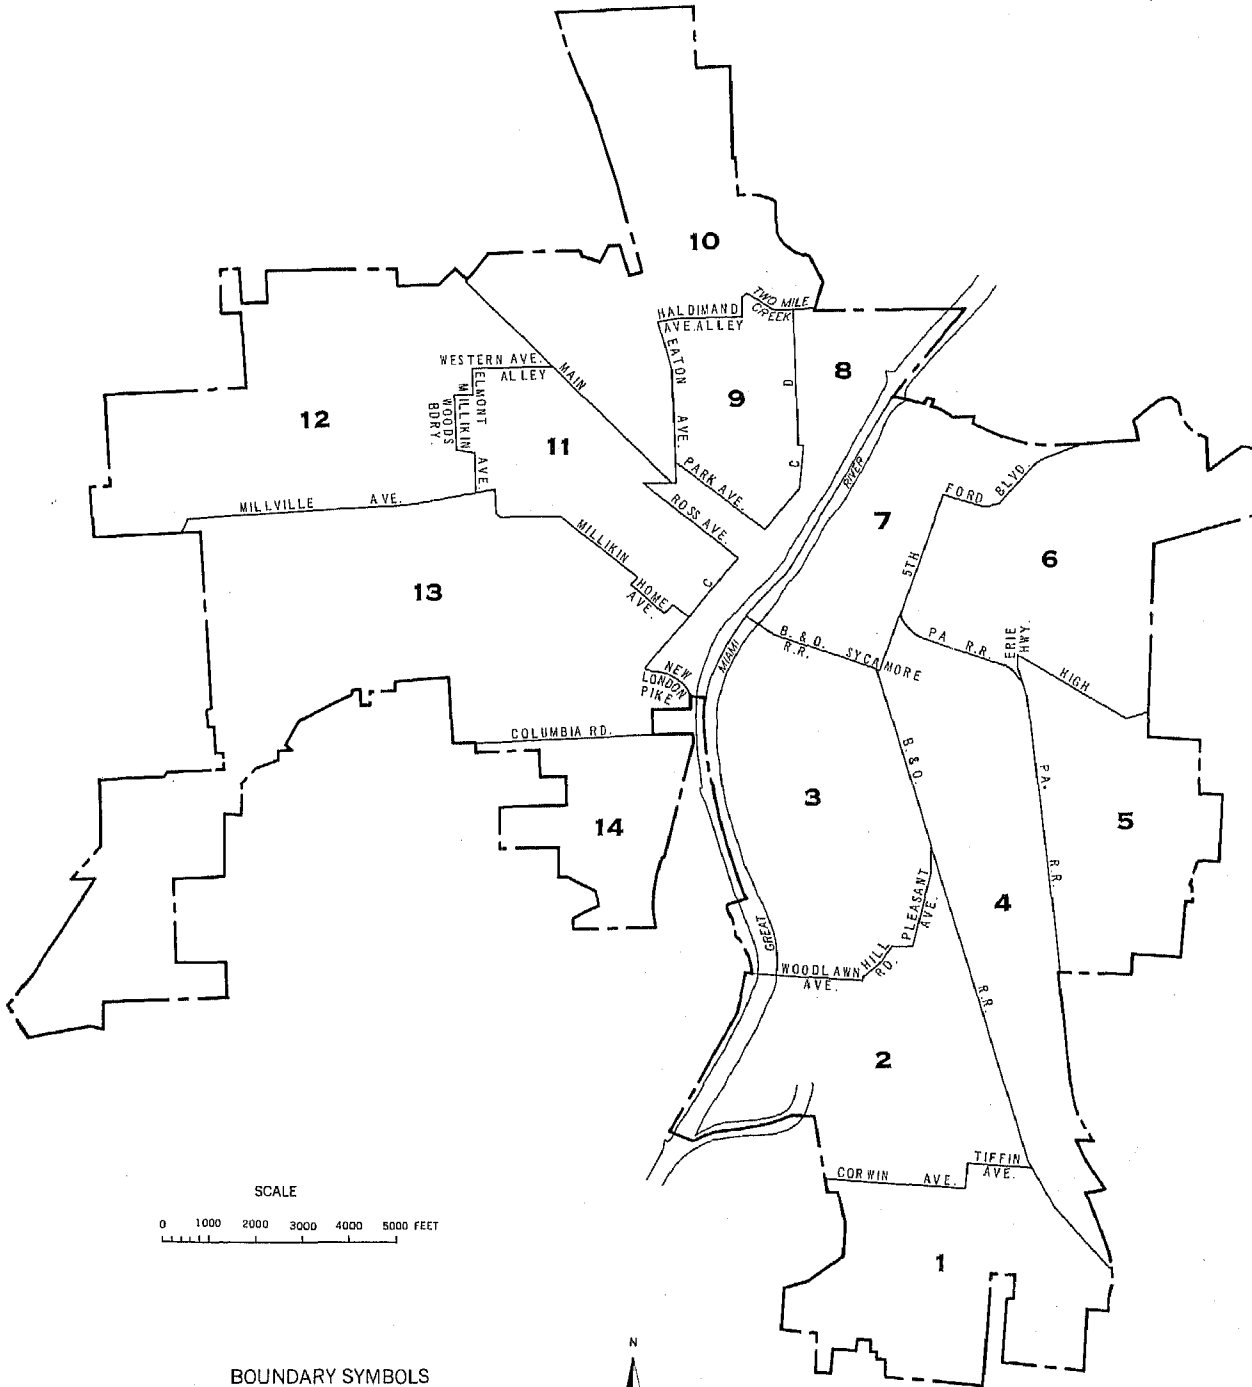 10
TWO MILE
CREEK
HALDIMAND
AVE. ALLEY
EATON
AVE.
8
D
9
C
WESTERN AVE.
ALLEY
MAIN
ELMONT
MILLIKIN
AVE.
WOODS
BDRY.
12
11
PARK AVE.
ROSS AVE.
RIVER
FORD BLVD.
7
MILLVILLE AVE.
5TH
6
MILLIKIN
13
HOME
AVE.
C
B. & O.
R.R.
SYCAMORE
PA R.R.
ERIE
HWY.
HIGH
MIAMI
NEW
LONDON
PIKE
COLUMBIA RD.
B. & O.
PA.
3
5
14
R.R.
PLEASANT
AVE.
4
GREAT
WOODLAWN
AVE.
HILL
RD.
R.R.
2
TIFFIN
AVE.
CORWIN AVE.
SCALE
0 1000 2000 3000 4000 5000 FEET
1
N
BOUNDARY SYMBOLS